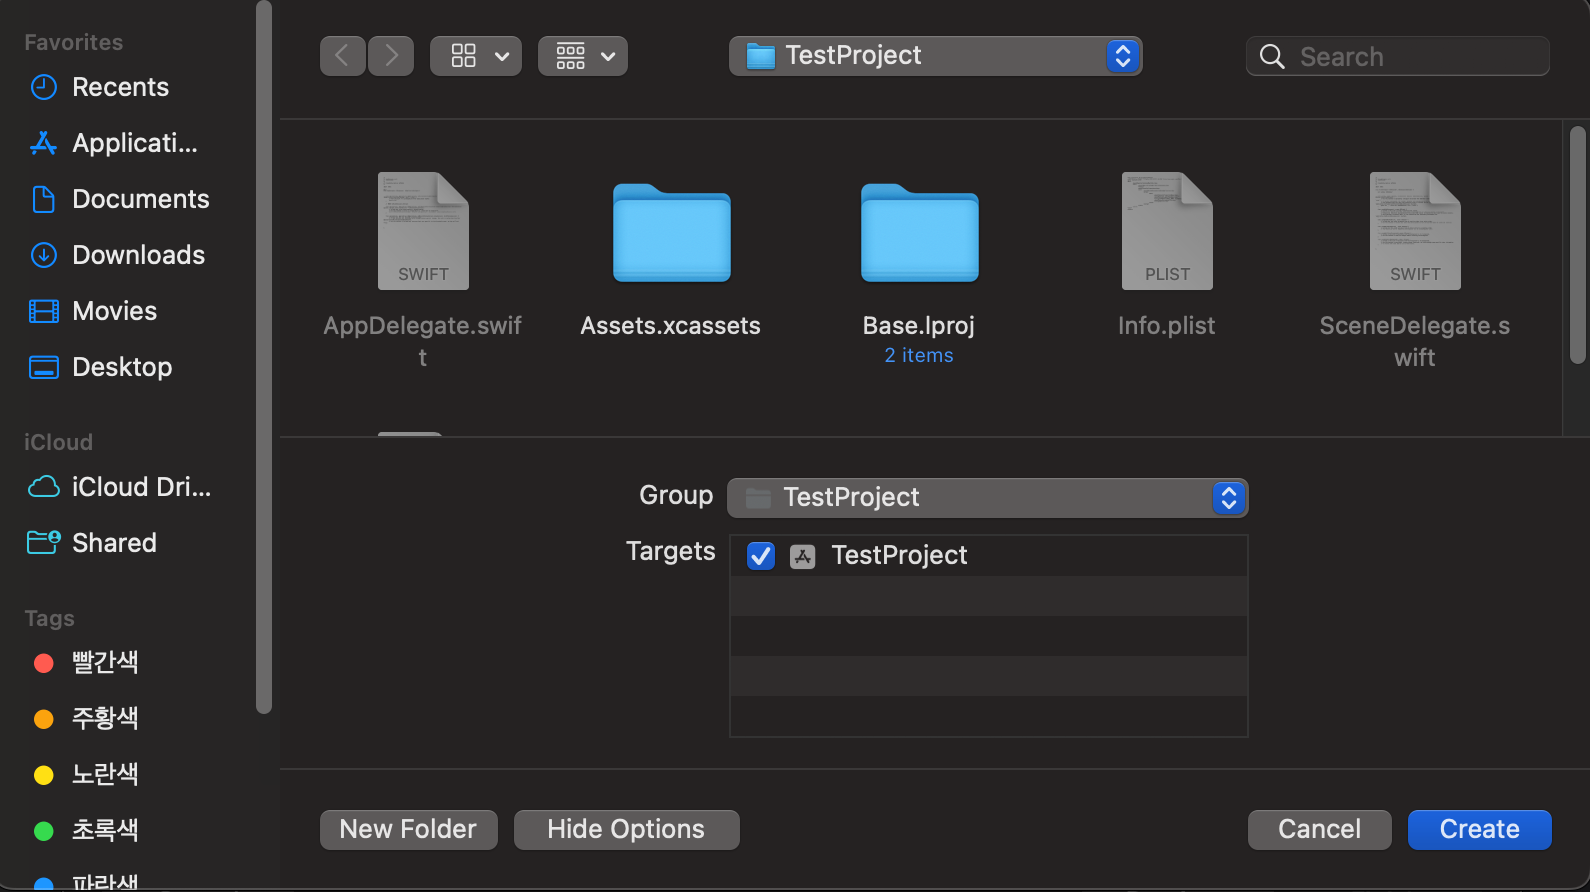 Favorites
Recents
Applicati...
Documents
Downloads
Movies
Desktop
iCloud
iCloud Dri...
Shared
Tags
빨간색
주황색
노란색
초록색
파란색
TestProject
Search
SWIFT
AppDelegate.swif
t
Assets.xcassets
Base.lproj
2 items
PLIST
Info.plist
SWIFT
SceneDelegate.s
wift
Group
TestProject
Targets
TestProject
New Folder
Hide Options
Cancel
Create